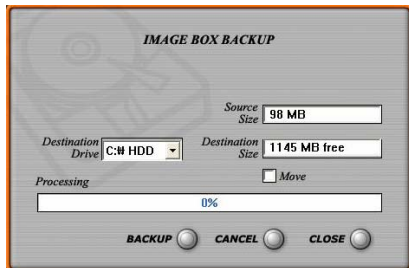 IMAGE BOX BACKUP
Source
Size 98 MB
Destination
Drive C:# HDD
Destination
Size 1145 MB free
Move
Processing
0%
BACKUP CANCEL CLOSE